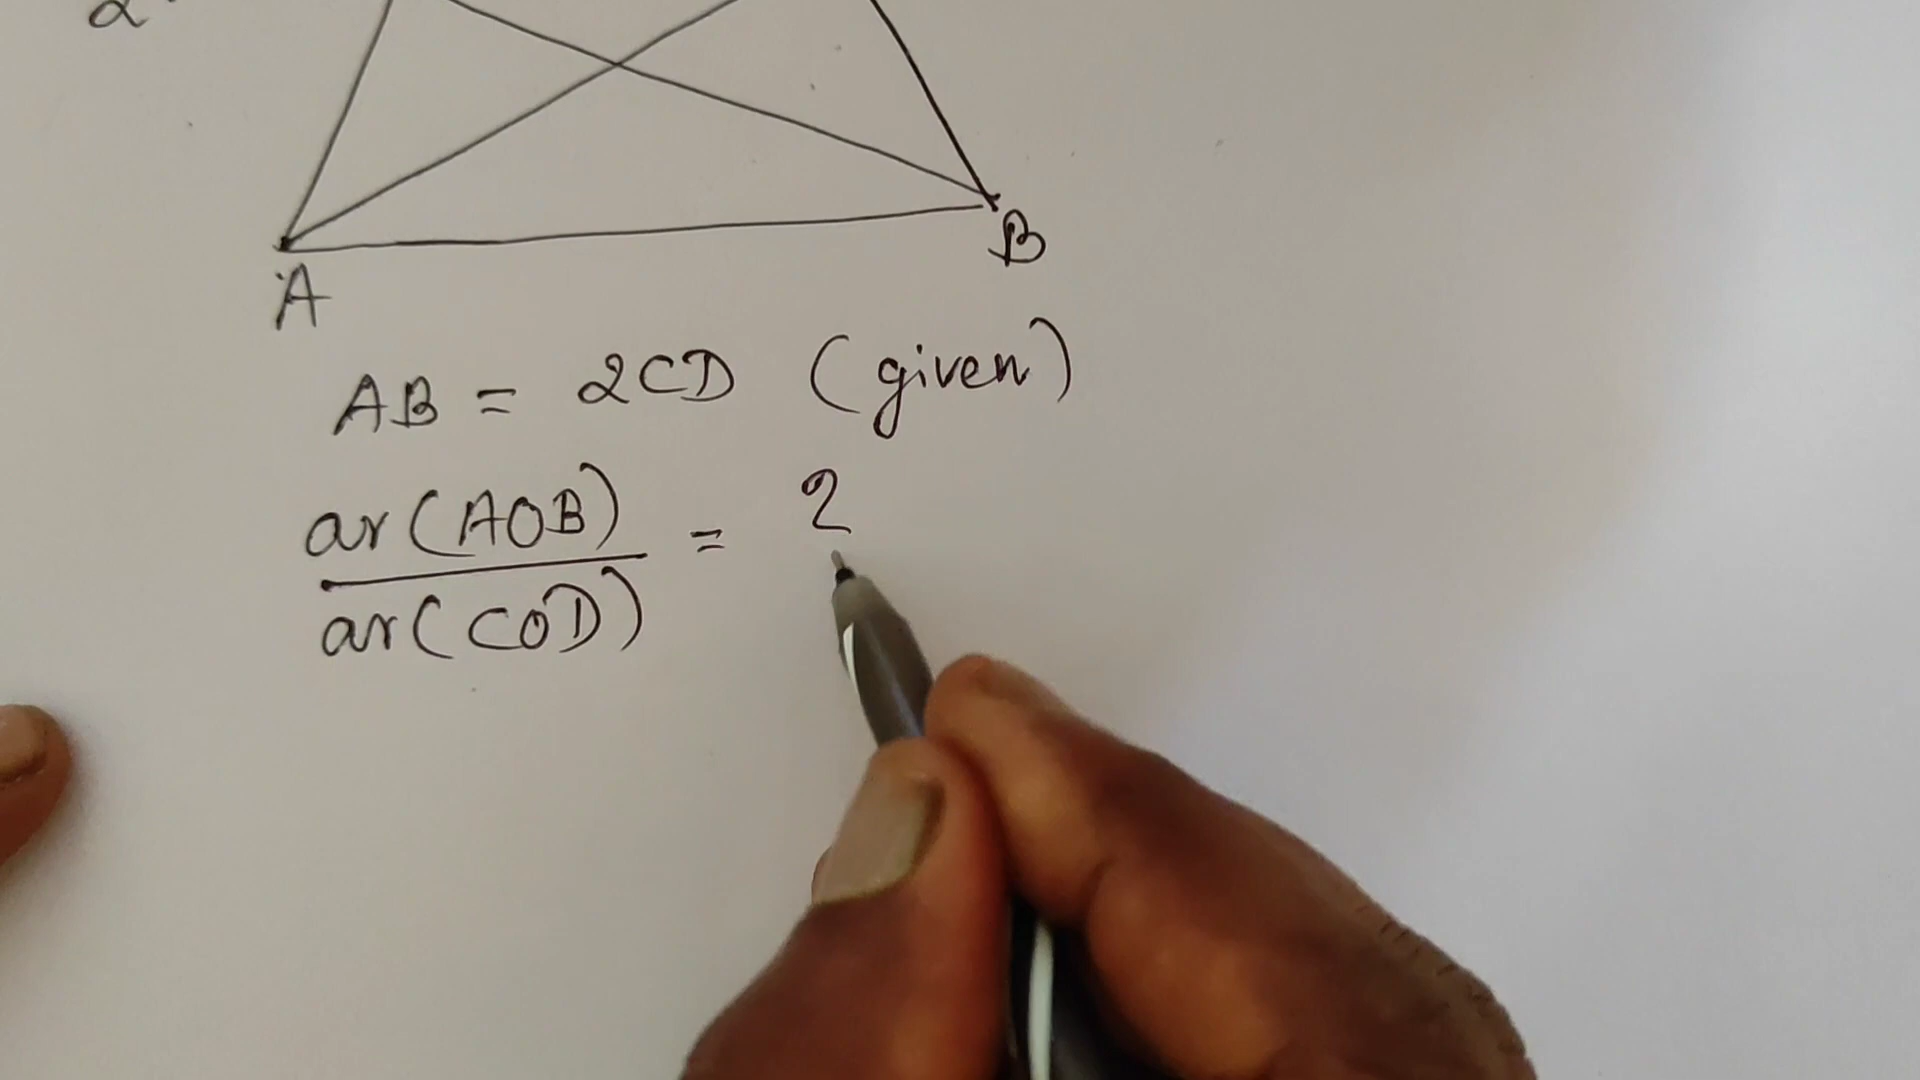 A
B
AB = 2CD (given)
ar(AOB) = 2
ar(COD)